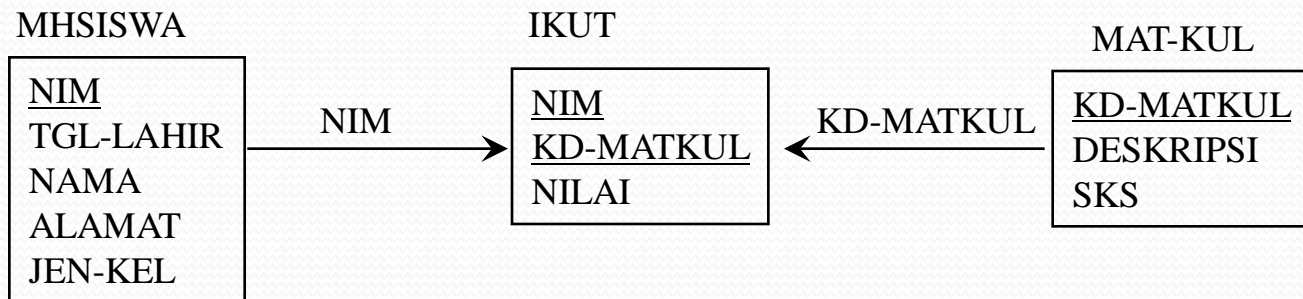 MHSISWA
NIM
TGL-LAHIR
NAMA
ALAMAT
JEN-KEL
NIM
IKUT
NIM
KD-MATKUL
NILAI
KD-MATKUL
MAT-KUL
KD-MATKUL
DESKRIPSI
SKS